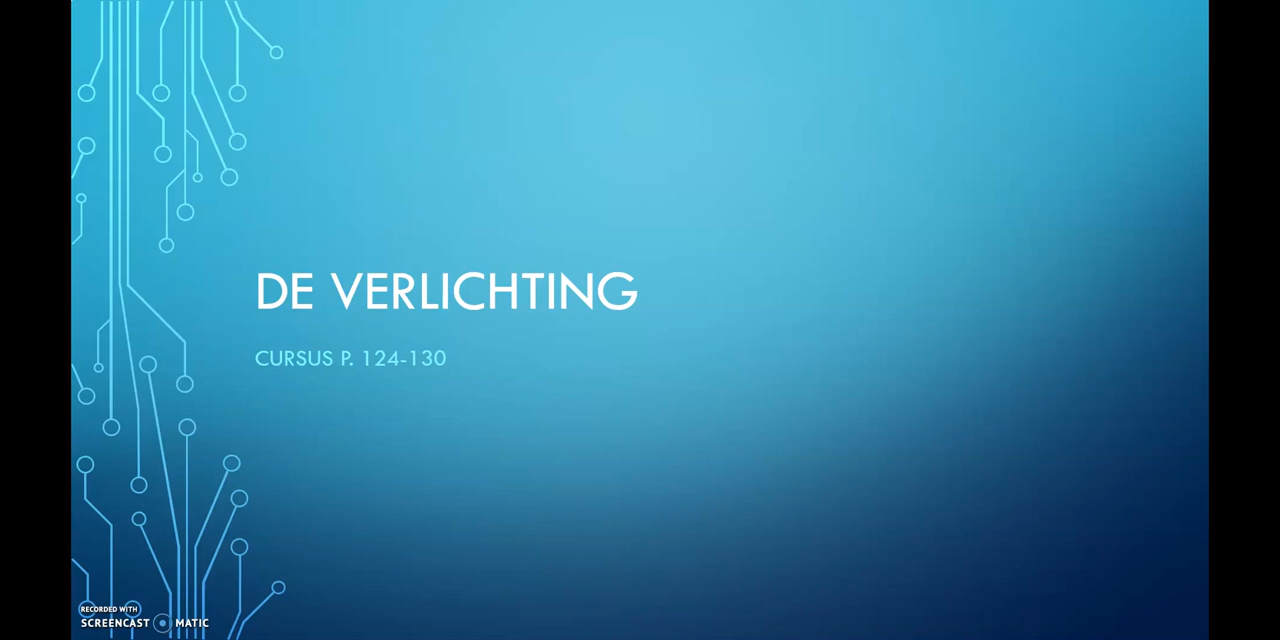 DE VERLICHTING
CURSUS P. 124-130
RECORDED WITH
SCREENCAST MATIC